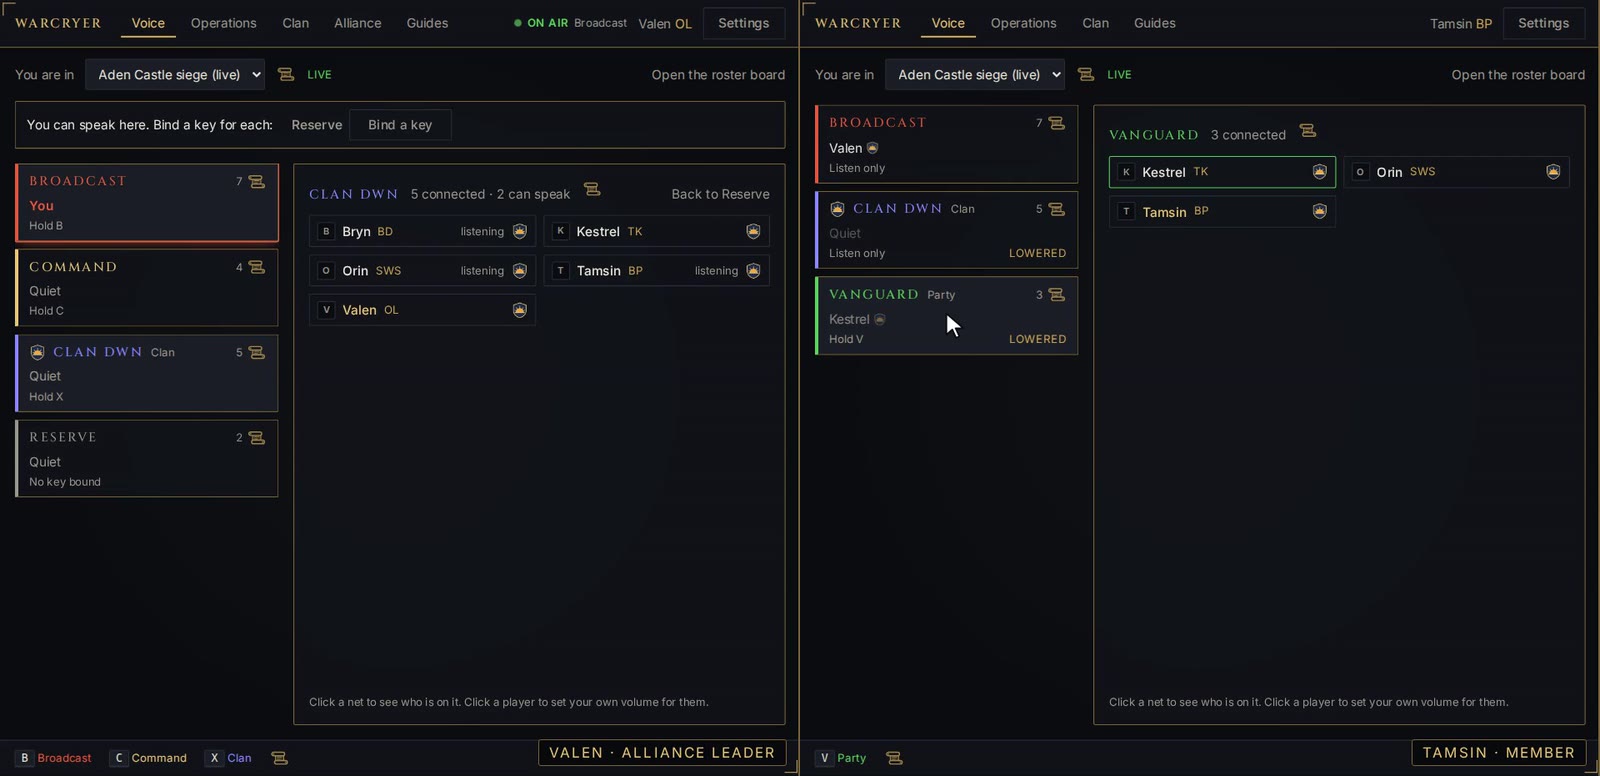 WARCRYER Voice Operations Clan Alliance Guides ON AIR Broadcast Valen OL Settings
You are in Aden Castle siege (live) LIVE Open the roster board
You can speak here. Bind a key for each: Reserve Bind a key
BROADCAST 7
You
Hold B
COMMAND 4
Quiet
Hold C
CLAN DWN Clan 5
Quiet
Hold X
RESERVE 2
Quiet
No key bound
CLAN DWN 5 connected · 2 can speak Back to Reserve
B Bryn BD listening K Kestrel TK
O Orin SWS listening T Tamsin BP listening
V Valen OL
Click a net to see who is on it. Click a player to set your own volume for them.
B Broadcast C Command X Clan VALEN · ALLIANCE LEADER
WARCRYER Voice Operations Clan Guides Tamsin BP Settings
You are in Aden Castle siege (live) LIVE Open the roster board
BROADCAST 7
Valen
Listen only
CLAN DWN Clan 5
Quiet
Listen only LOWERED
VANGUARD Party 3
Kestrel
Hold V LOWERED
VANGUARD 3 connected
K Kestrel TK O Orin SWS
T Tamsin BP
Click a net to see who is on it. Click a player to set your own volume for them.
V Party TAMSIN · MEMBER